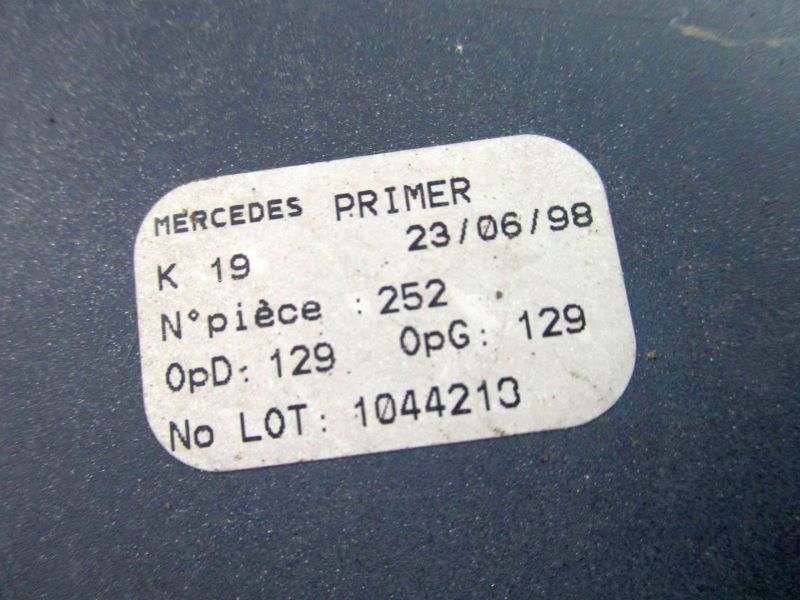 MERCEDES PRIMER
K 19 23/06/98
N°pièce : 252
OpD: 129 OpG: 129
No LOT: 1044213